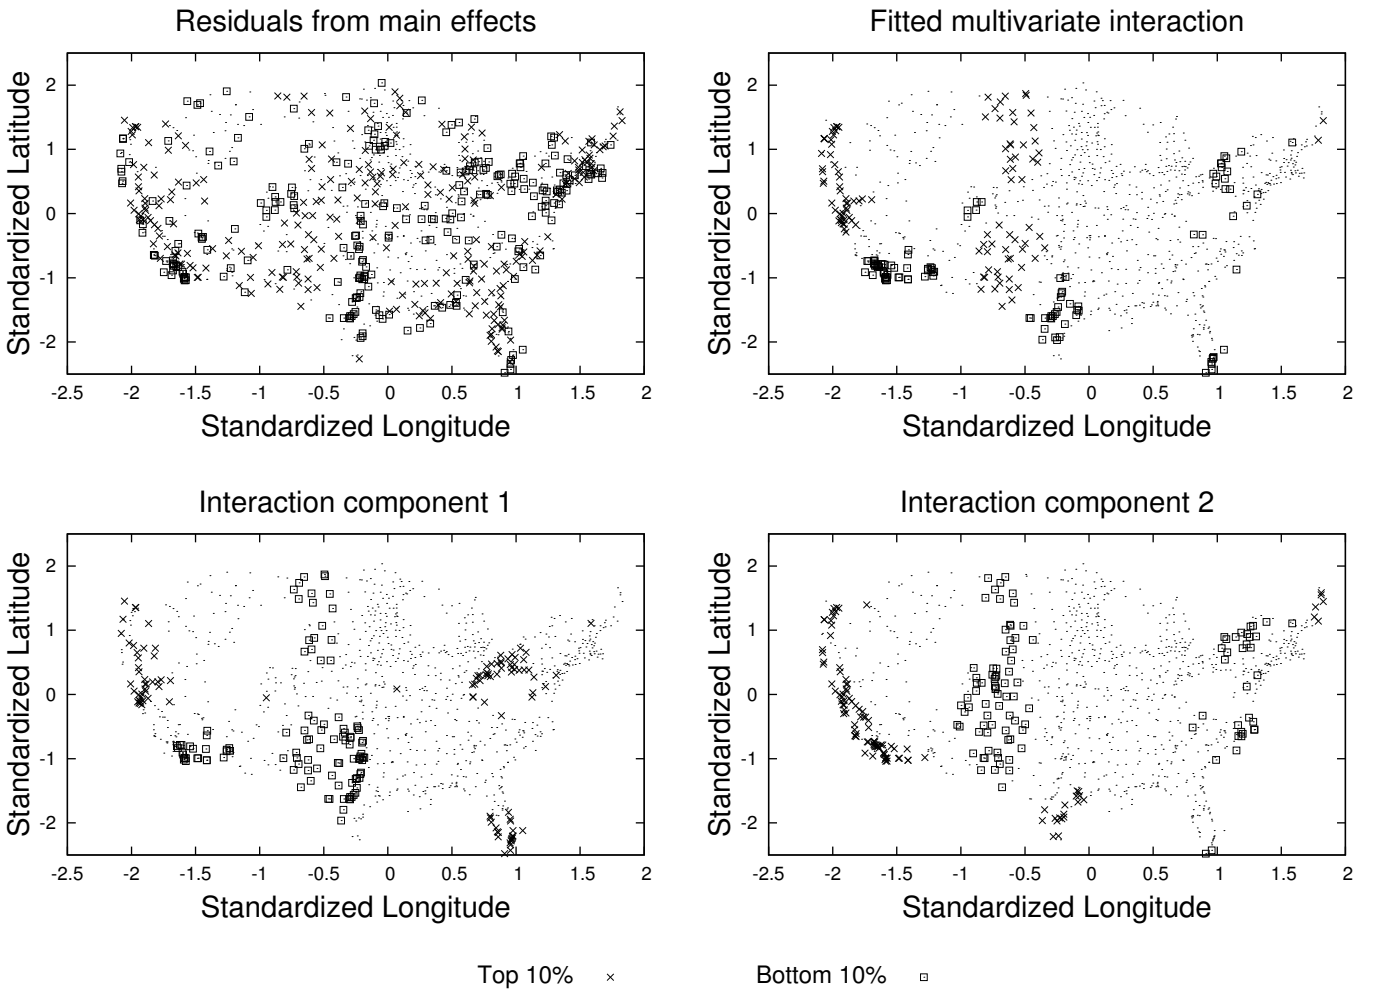 Residuals from main effects
Fitted multivariate interaction
Standardized Latitude
2
1
0
-1
-2
-2.5 -2 -1.5 -1 -0.5 0 0.5 1 1.5 2
Standardized Longitude
Standardized Latitude
2
1
0
-1
-2
-2.5 -2 -1.5 -1 -0.5 0 0.5 1 1.5 2
Standardized Longitude
Interaction component 1
Interaction component 2
Standardized Latitude
2
1
0
-1
-2
-2.5 -2 -1.5 -1 -0.5 0 0.5 1 1.5 2
Standardized Longitude
Standardized Latitude
2
1
0
-1
-2
-2.5 -2 -1.5 -1 -0.5 0 0.5 1 1.5 2
Standardized Longitude
Top 10%
Bottom 10%